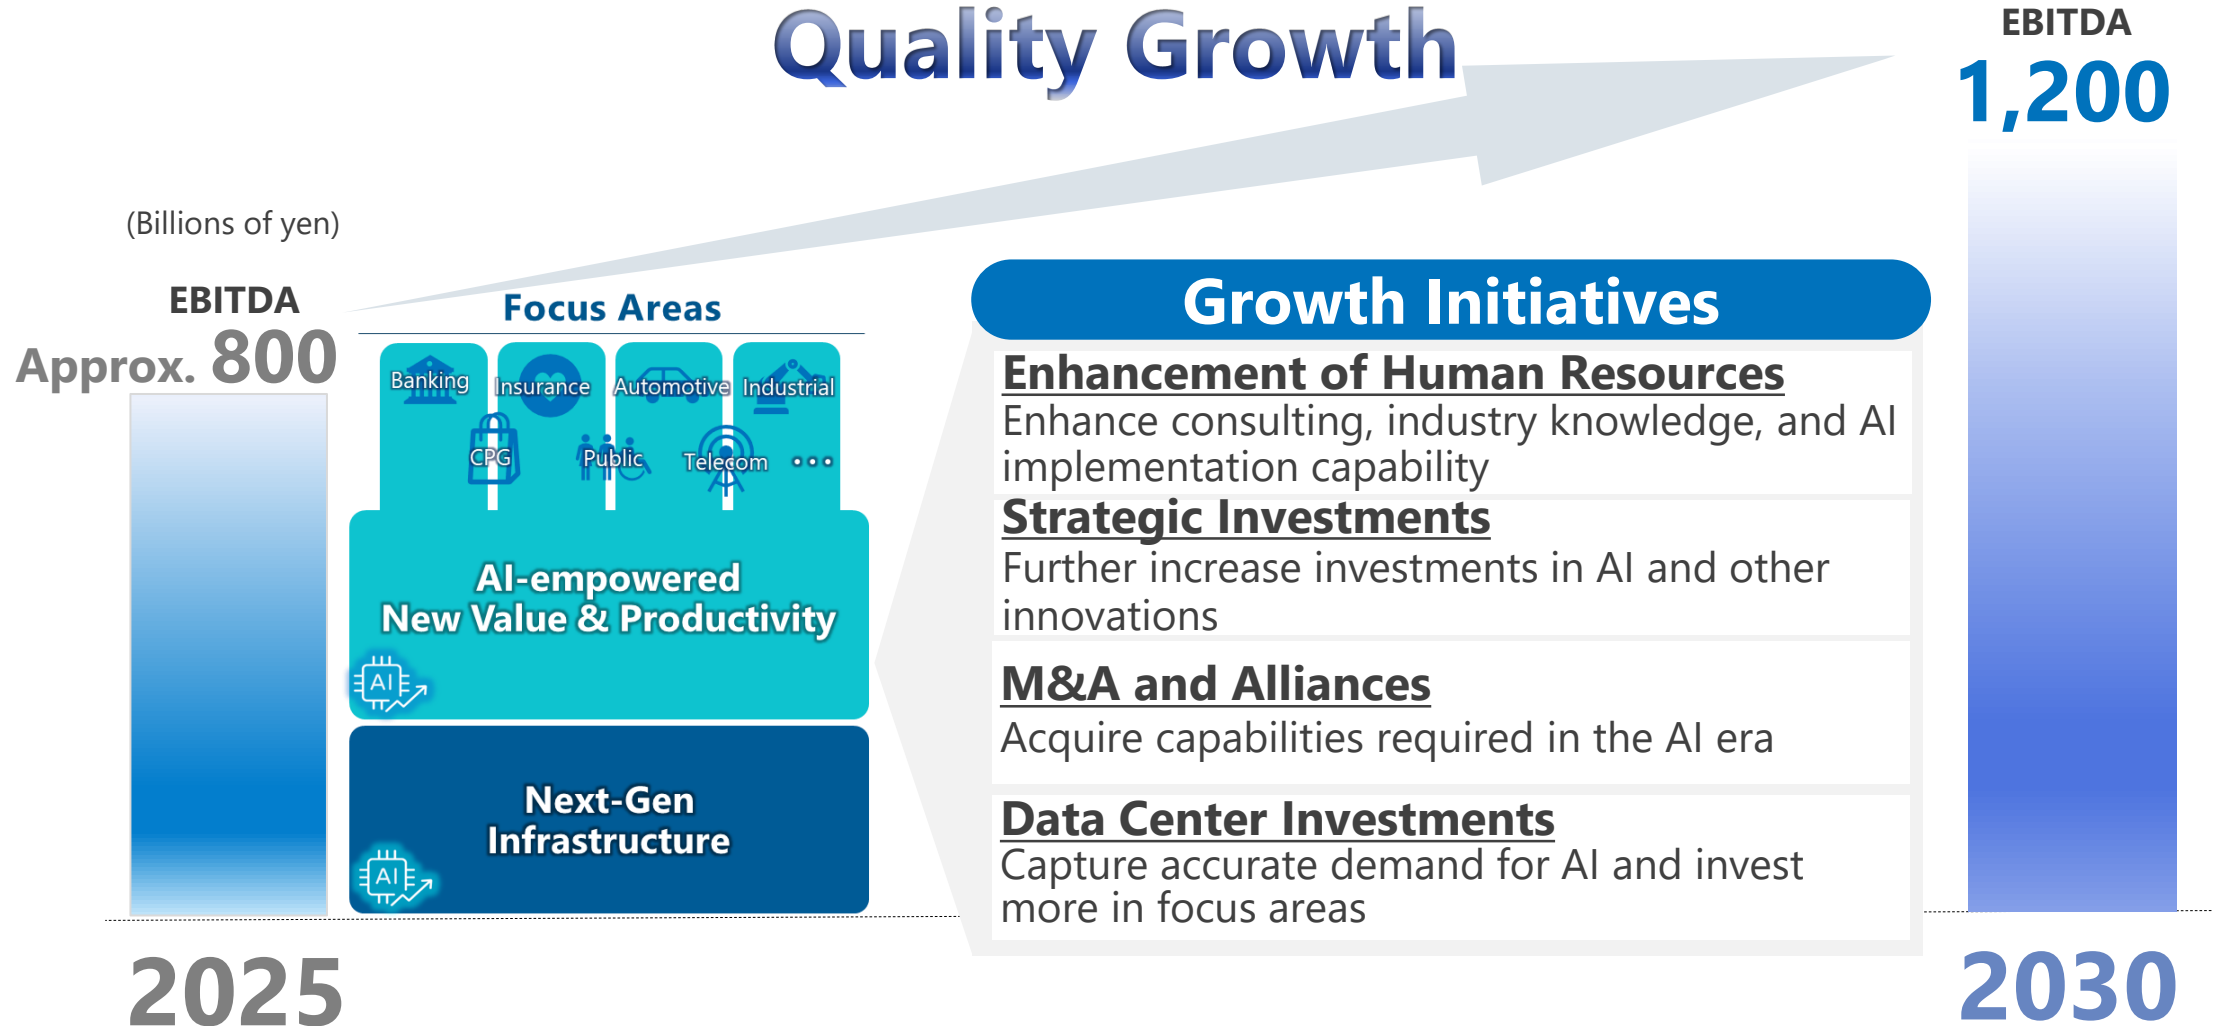 Quality Growth
EBITDA
1,200
(Billions of yen)
EBITDA
Approx. 800
Focus Areas
Banking
Insurance
Automotive
Industrial
CPG
Public
Telecom
...
AI-empowered
New Value & Productivity
AI
Next-Gen
Infrastructure
AI
Growth Initiatives
Enhancement of Human Resources
Enhance consulting, industry knowledge, and AI
implementation capability
Strategic Investments
Further increase investments in AI and other
innovations
M&A and Alliances
Acquire capabilities required in the AI era
Data Center Investments
Capture accurate demand for AI and invest
more in focus areas
2025
2030